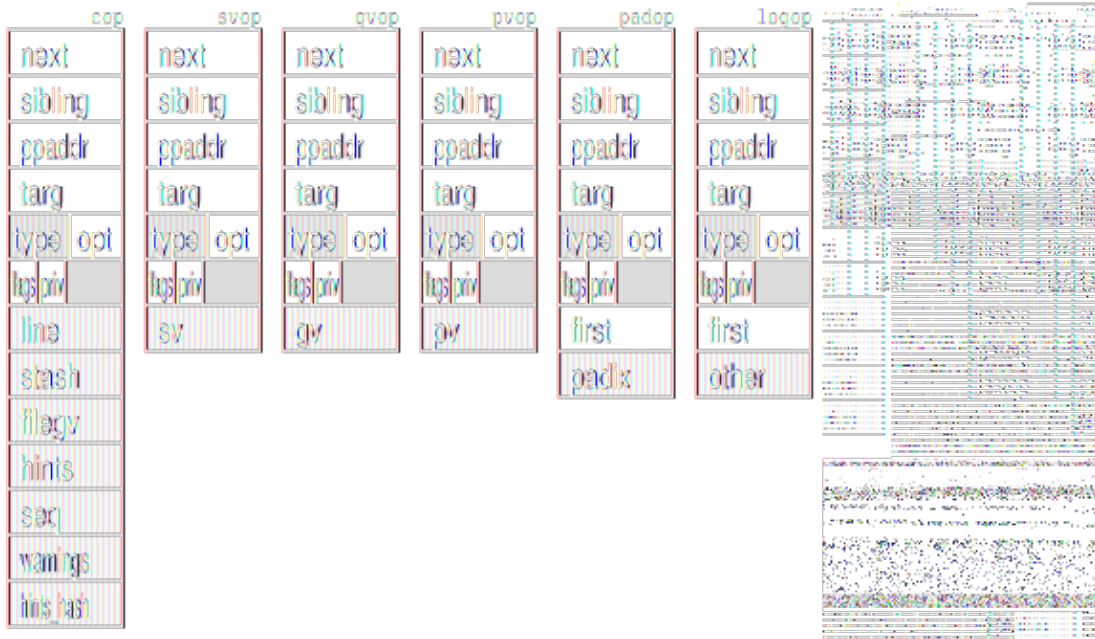 cop svop gvop pvop padop logop
next next next next next next
sibling sibling sibling sibling sibling sibling
ppaddr ppaddr ppaddr ppaddr ppaddr ppaddr
targ targ targ targ targ targ
type opt type opt type opt type opt type opt type opt
flags priv flags priv flags priv flags priv flags priv flags priv
line sv gv pv first first
stash padix other
filegv
hints
seq
warnings
hints hash